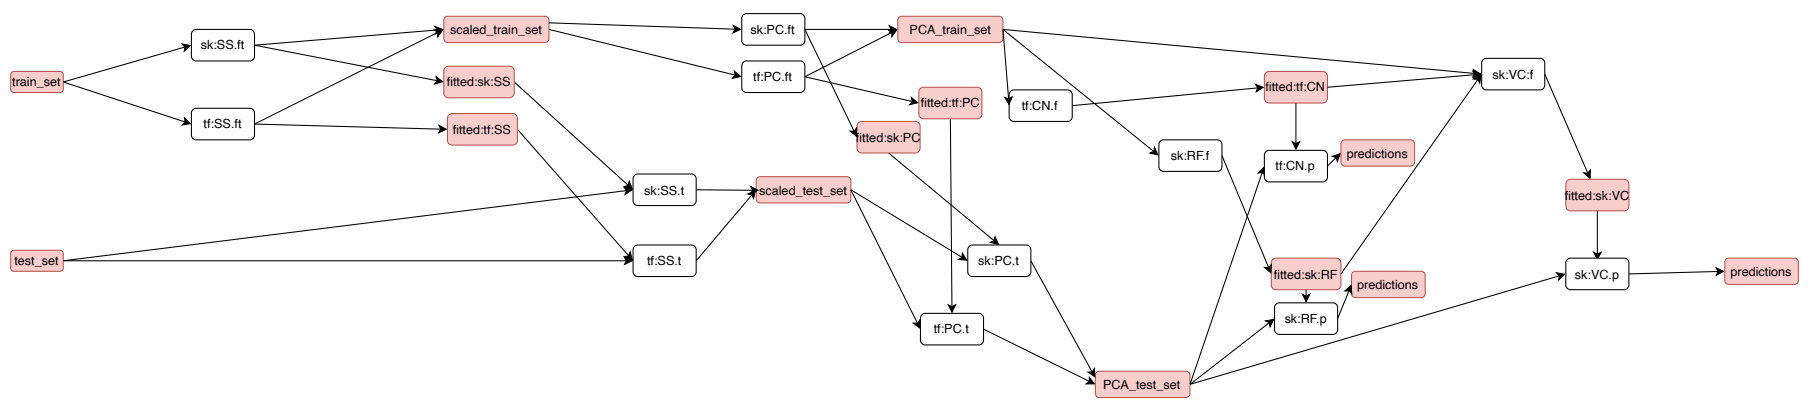 train_set
test_set
sk:SS.ft
tf:SS.ft
scaled_train_set
fitted:sk:SS
fitted:tf:SS
sk:SS.t
tf:SS.t
sk:PC.ft
tf:PC.ft
scaled_test_set
PCA_train_set
fitted:tf:PC
fitted:sk:PC
sk:PC.t
tf:PC.t
tf:CN.f
sk:RF.f
PCA_test_set
fitted:tf:CN
tf:CN.p
predictions
fitted:sk:RF
predictions
sk:RF.p
sk:VC:f
fitted:sk:VC
sk:VC.p
predictions